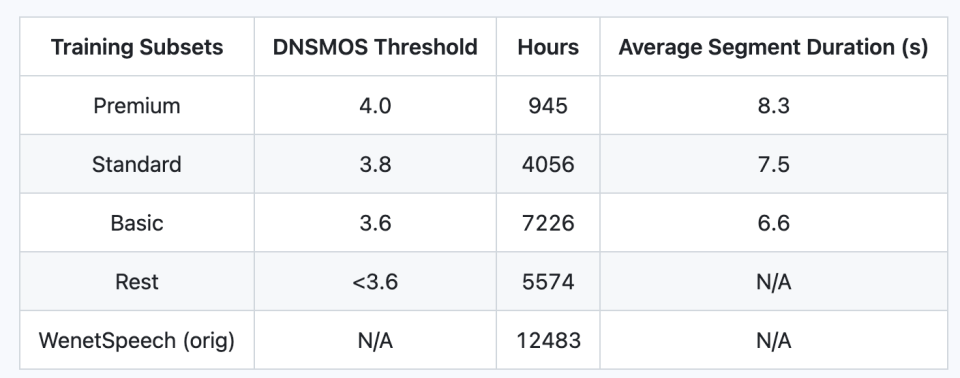 Training Subsets DNSMOS Threshold Hours Average Segment Duration (s)
Premium 4.0 945 8.3
Standard 3.8 4056 7.5
Basic 3.6 7226 6.6
Rest <3.6 5574 N/A
WenetSpeech (orig) N/A 12483 N/A